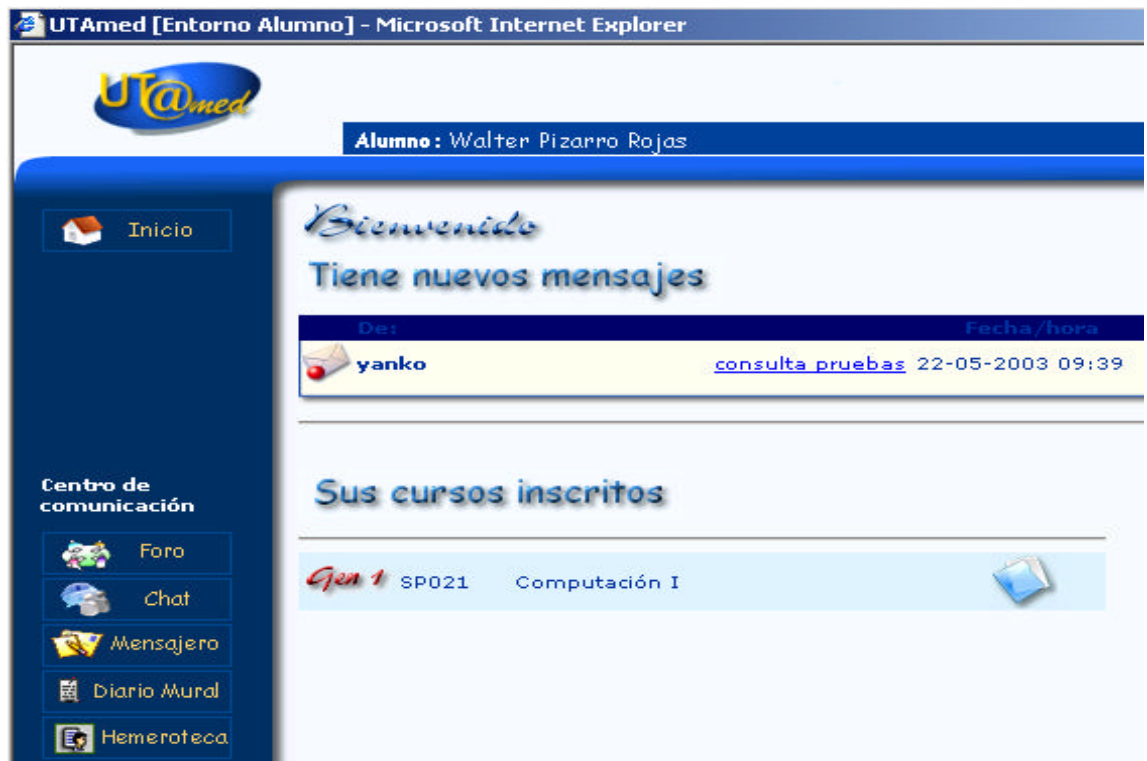 UTAmed [Entorno Alumno] - Microsoft Internet Explorer
UT@med
Alumno: Walter Pizarro Rojas
Inicio
Bienvenido
Tiene nuevos mensajes
De: Fecha/hora
yanko consulta pruebas 22-05-2003 09:39
Centro de
comunicación
Sus cursos inscritos
Foro
Gen 1 SP021 Computación I
Chat
Mensajero
Diario Mural
Hemeroteca